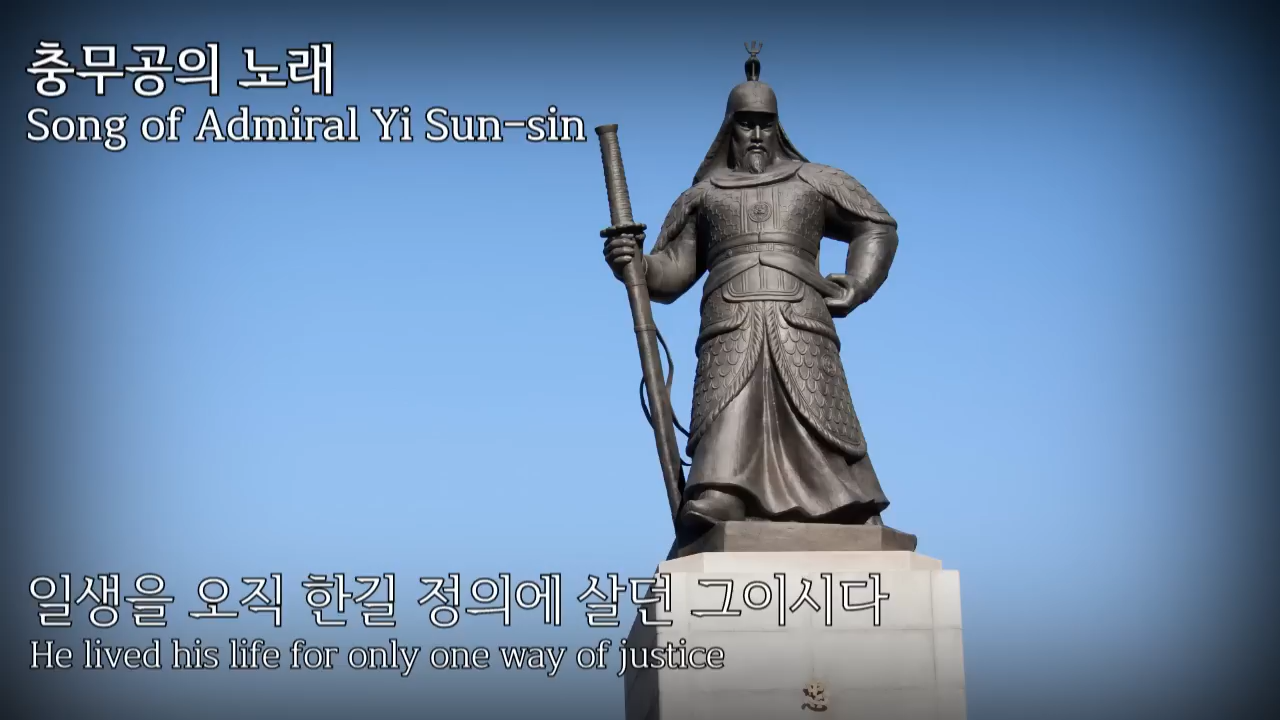 충무공의 노래
Song of Admiral Yi Sun-sin
일생을 오직 한길 정의에 살던 그이시다
He lived his life for only one way of justice